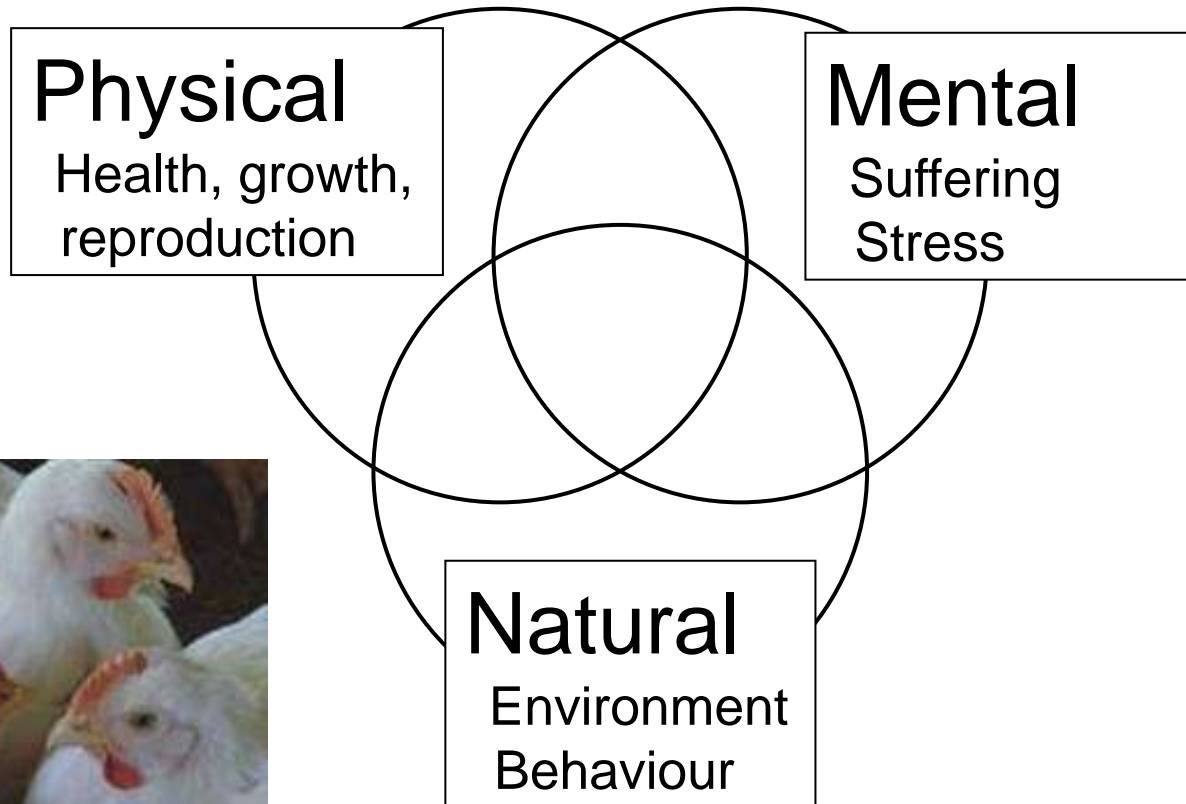 Physical
Health, growth,
reproduction
Mental
Suffering
Stress
Natural
Environment
Behaviour